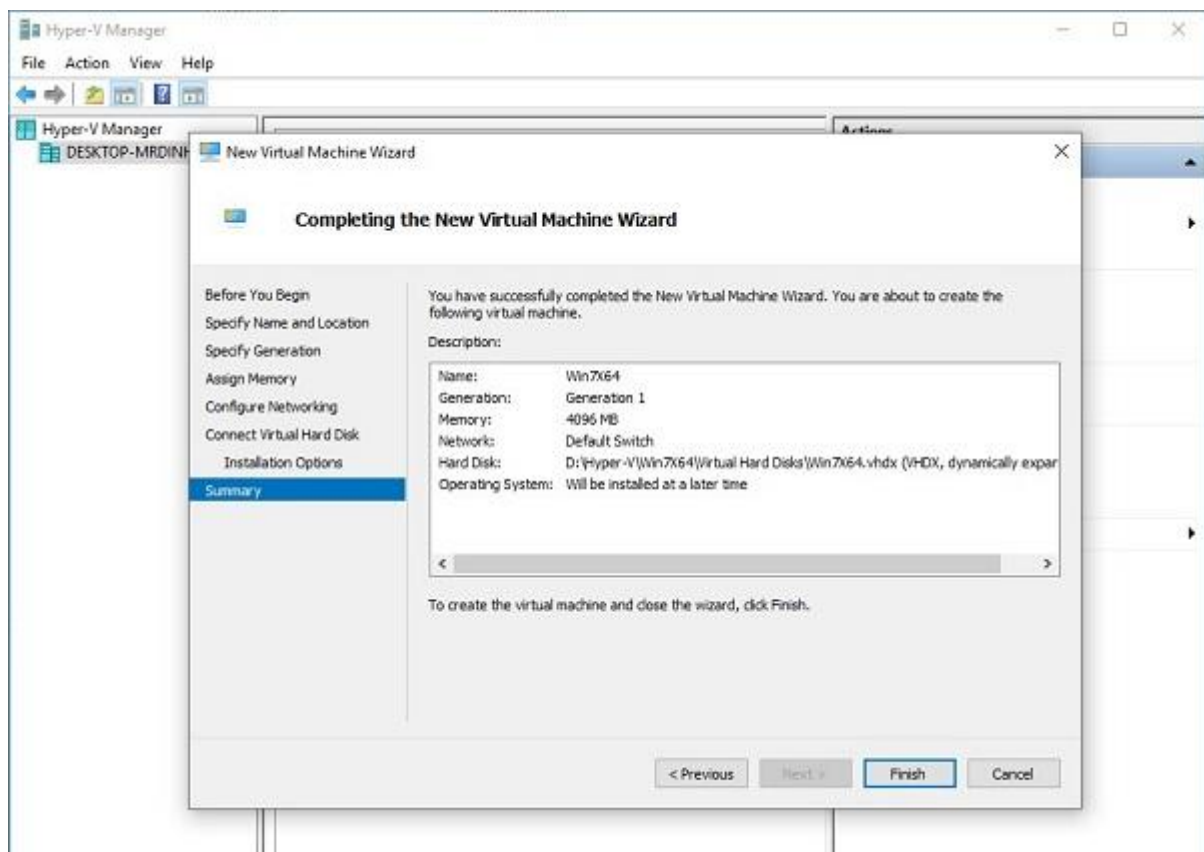 Hyper-V Manager
File Action View Help
Hyper-V Manager
Actions
DESKTOP-MRDINH
New Virtual Machine Wizard
Completing the New Virtual Machine Wizard
Before You Begin
Specify Name and Location
Specify Generation
Assign Memory
Configure Networking
Connect Virtual Hard Disk
Installation Options
Summary
You have successfully completed the New Virtual Machine Wizard. You are about to create the
following virtual machine.
Description:
Name: Win7X64
Generation: Generation 1
Memory: 4096 MB
Network: Default Switch
Hard Disk: D:\Hyper-V\Win7X64\Virtual Hard Disks\Win7X64.vhdx (VHDX, dynamically expar
Operating System: Will be installed at a later time
To create the virtual machine and close the wizard, click Finish.
< Previous Next > Finish Cancel